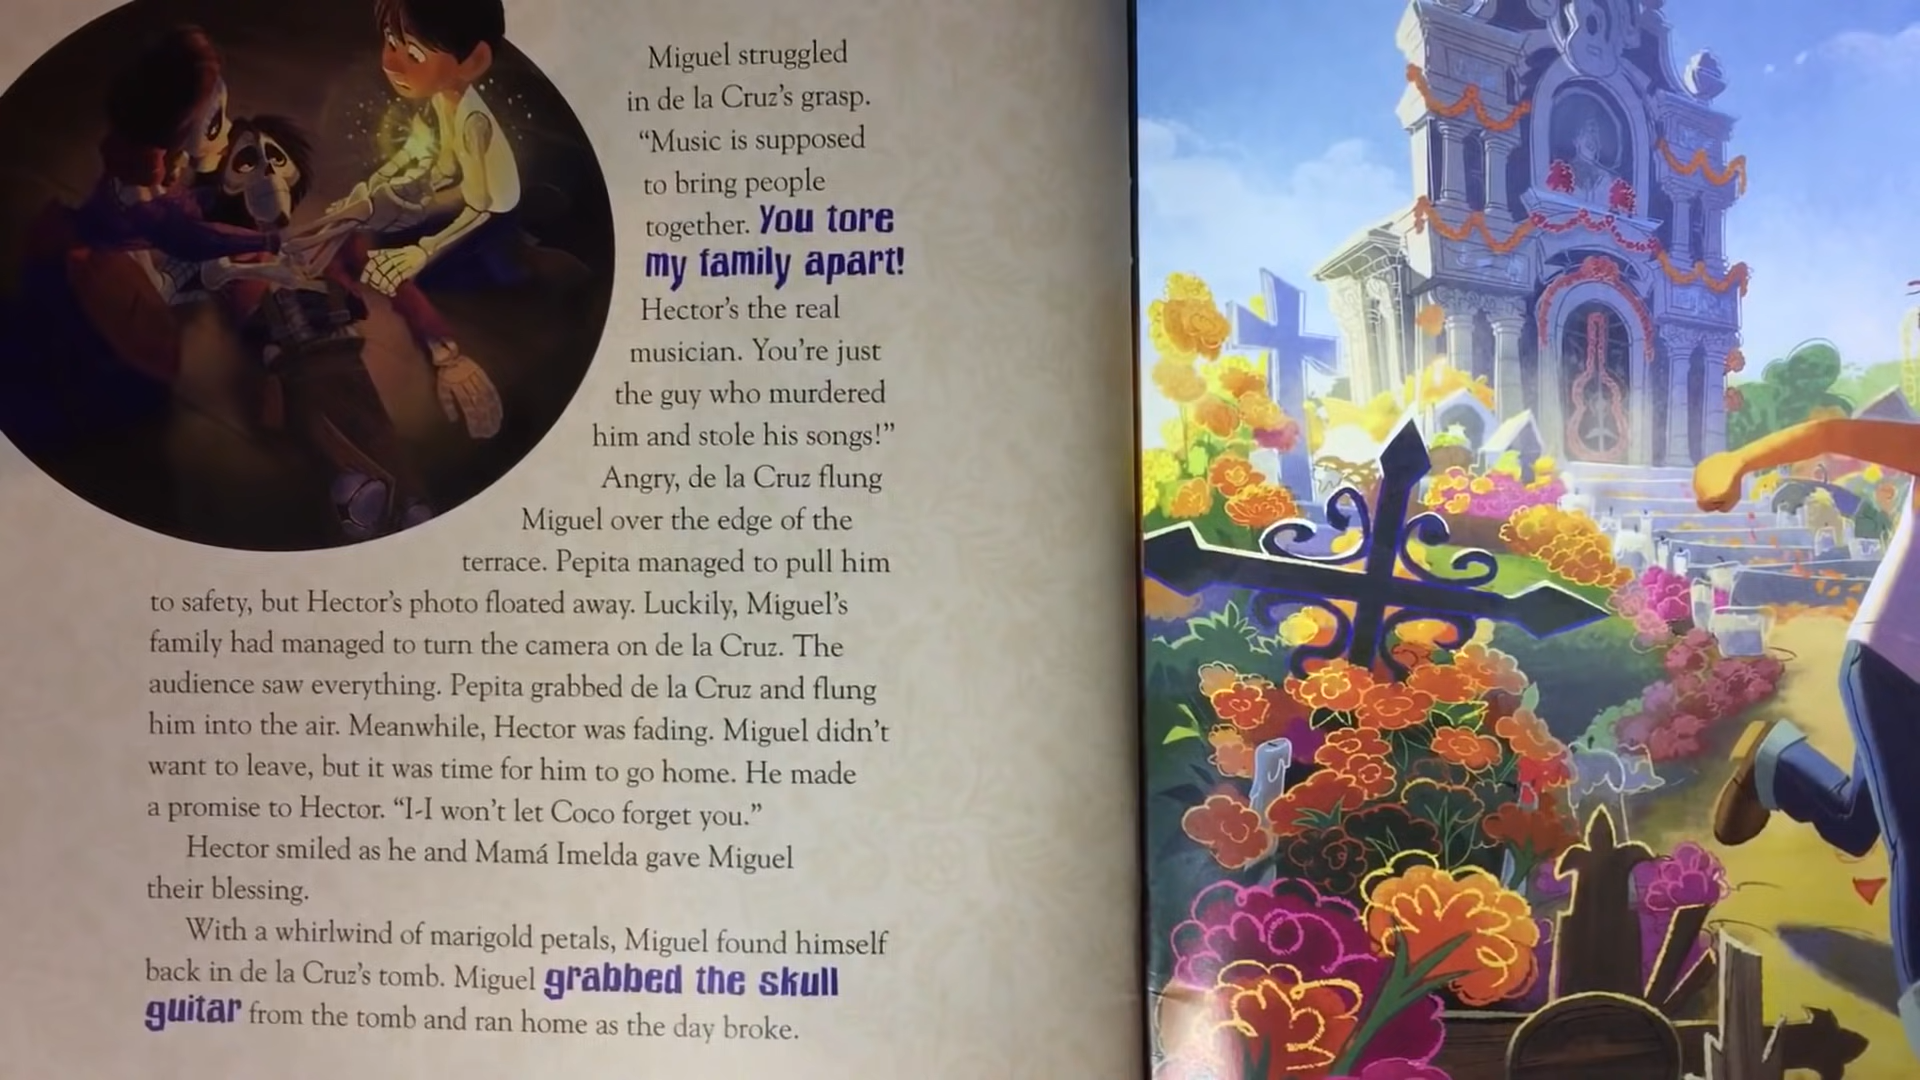 Miguel struggled
in de la Cruz's grasp.
“Music is supposed
to bring people
together. You tore
my family apart!
Hector's the real
musician. You're just
the guy who murdered
him and stole his songs!”
Angry, de la Cruz flung
Miguel over the edge of the
terrace. Pepita managed to pull him
to safety, but Hector's photo floated away. Luckily, Miguel's
family had managed to turn the camera on de la Cruz. The
audience saw everything. Pepita grabbed de la Cruz and flung
him into the air. Meanwhile, Hector was fading. Miguel didn't
want to leave, but it was time for him to go home. He made
a promise to Hector. “I-I won't let Coco forget you.”
Hector smiled as he and Mamá Imelda gave Miguel
their blessing.
With a whirlwind of marigold petals, Miguel found himself
back in de la Cruz's tomb. Miguel grabbed the skull
guitar from the tomb and ran home as the day broke.